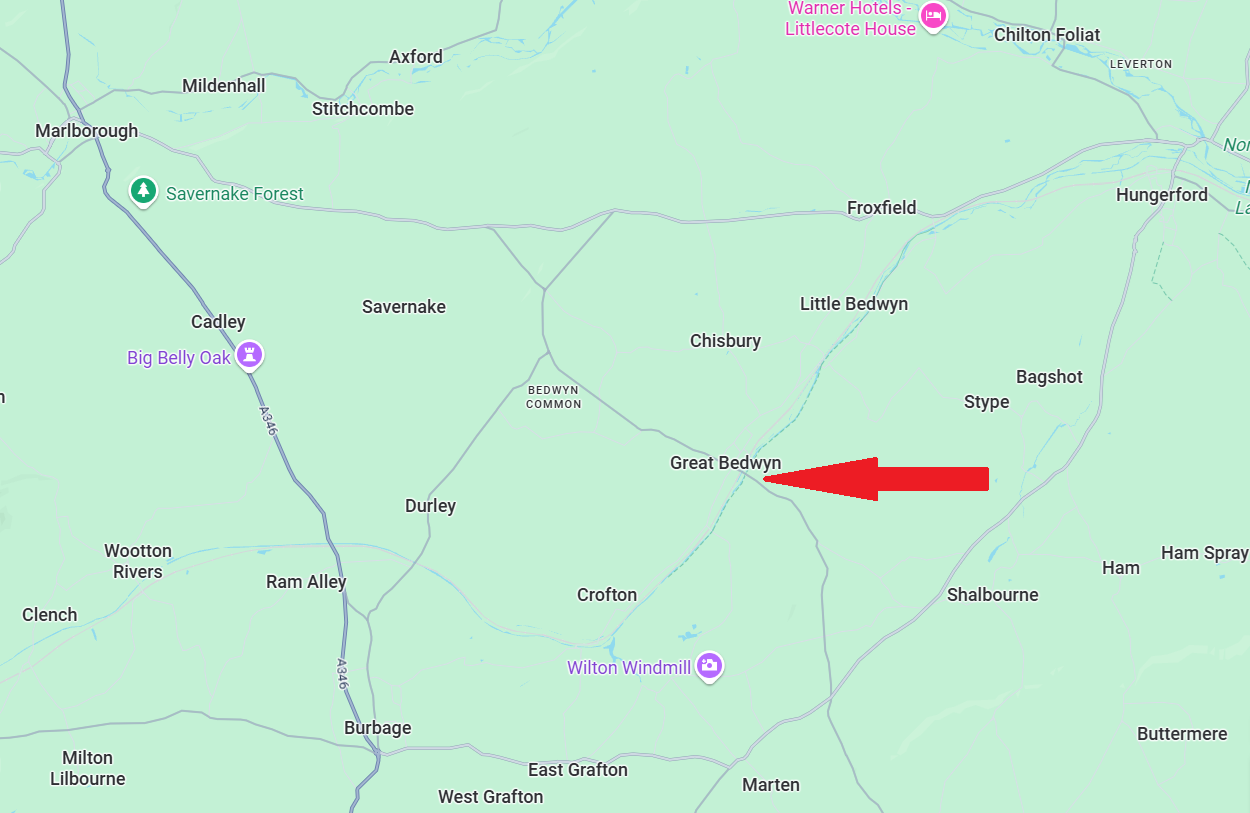 Warner Hotels -
Littlecote House
Chilton Foliat
Axford
LEVERTON
Mildenhall
Stitchcombe
Marlborough
Savernake Forest
Hungerford
Froxfield
Savernake
Little Bedwyn
Cadley
Chisbury
Big Belly Oak
Bagshot
BEDWYN
COMMON
Stype
A346
Great Bedwyn
Durley
Wootton
Rivers
Ham Spray
Ram Alley
Ham
Crofton
Shalbourne
Clench
Wilton Windmill
A346
Burbage
Buttermere
Milton
Lilbourne
East Grafton
Marten
West Grafton